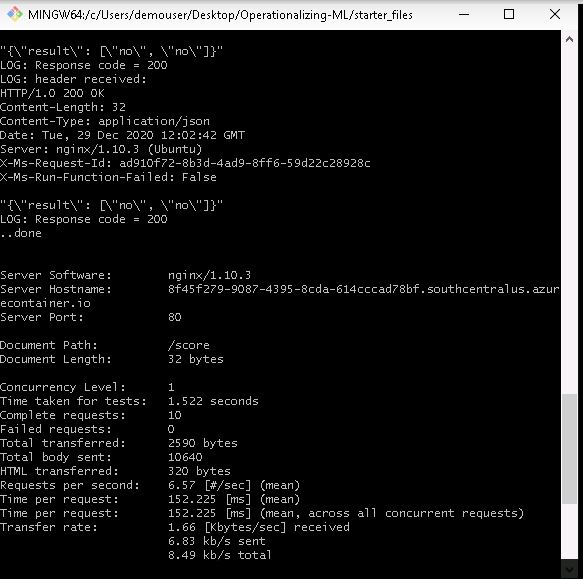 MINGW64:/c/Users/demouser/Desktop/Operationalizing-ML/starter_files
"{\"result\": [\"no\", \"no\"]}"
LOG: Response code = 200
LOG: header received:
HTTP/1.0 200 OK
Content-Length: 32
Content-Type: application/json
Date: Tue, 29 Dec 2020 12:02:42 GMT
Server: nginx/1.10.3 (Ubuntu)
X-Ms-Request-Id: ad910f72-8b3d-4ad9-8ff6-59d22c28928c
X-Ms-Run-Function-Failed: False
"{\"result\": [\"no\", \"no\"]}"
LOG: Response code = 200
..done
Server Software: nginx/1.10.3
Server Hostname: 8f45f279-9087-4395-8cda-614cccad78bf.southcentralus.azur
econtainer.io
Server Port: 80
Document Path: /score
Document Length: 32 bytes
Concurrency Level: 1
Time taken for tests: 1.522 seconds
Complete requests: 10
Failed requests: 0
Total transferred: 2590 bytes
Total body sent: 10640
HTML transferred: 320 bytes
Requests per second: 6.57 [#/sec] (mean)
Time per request: 152.225 [ms] (mean)
Time per request: 152.225 [ms] (mean, across all concurrent requests)
Transfer rate: 1.66 [Kbytes/sec] received
6.83 kb/s sent
8.49 kb/s total